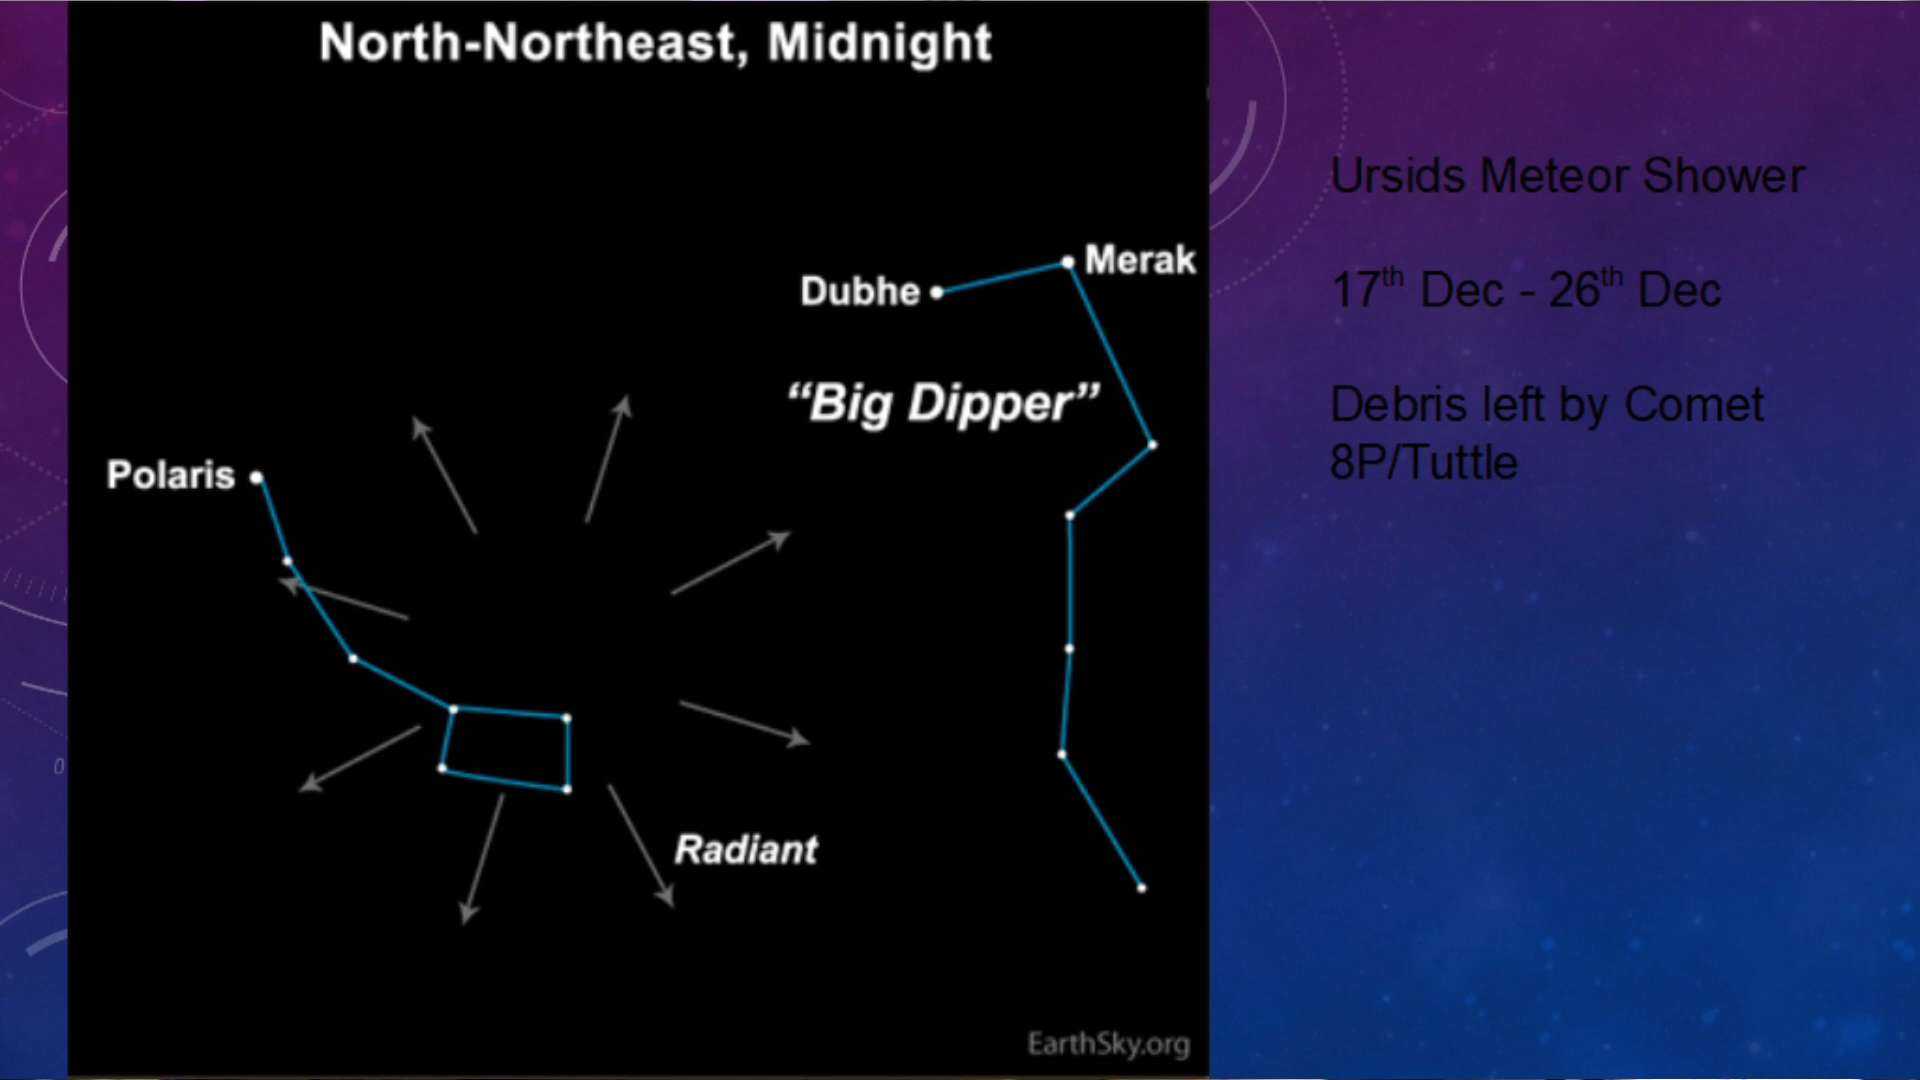 North-Northeast, Midnight
Merak
Dubhe
“Big Dipper”
Polaris
Radiant
EarthSky.org
Ursids Meteor Shower
17th Dec - 26th Dec
Debris left by Comet
8P/Tuttle
0